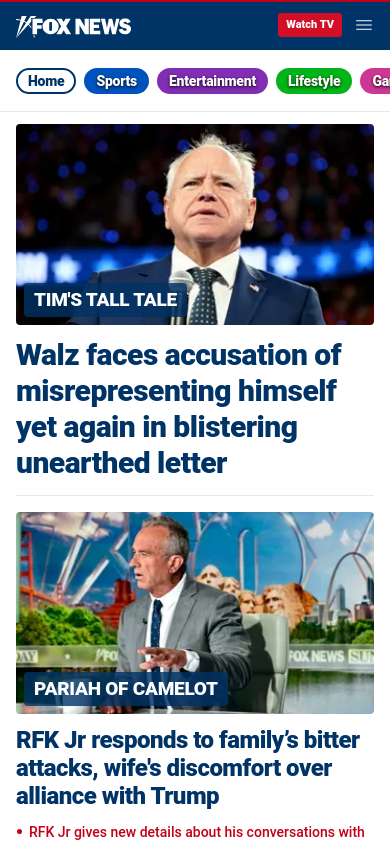 FOX NEWS
Watch TV
Home
Sports
Entertainment
Lifestyle
TIM'S TALL TALE
Walz faces accusation of
misrepresenting himself
yet again in blistering
unearthed letter
DAY
FOX NEWS
SUN
PARIAH OF CAMELOT
RFK Jr responds to family’s bitter
attacks, wife's discomfort over
alliance with Trump
• RFK Jr gives new details about his conversations with